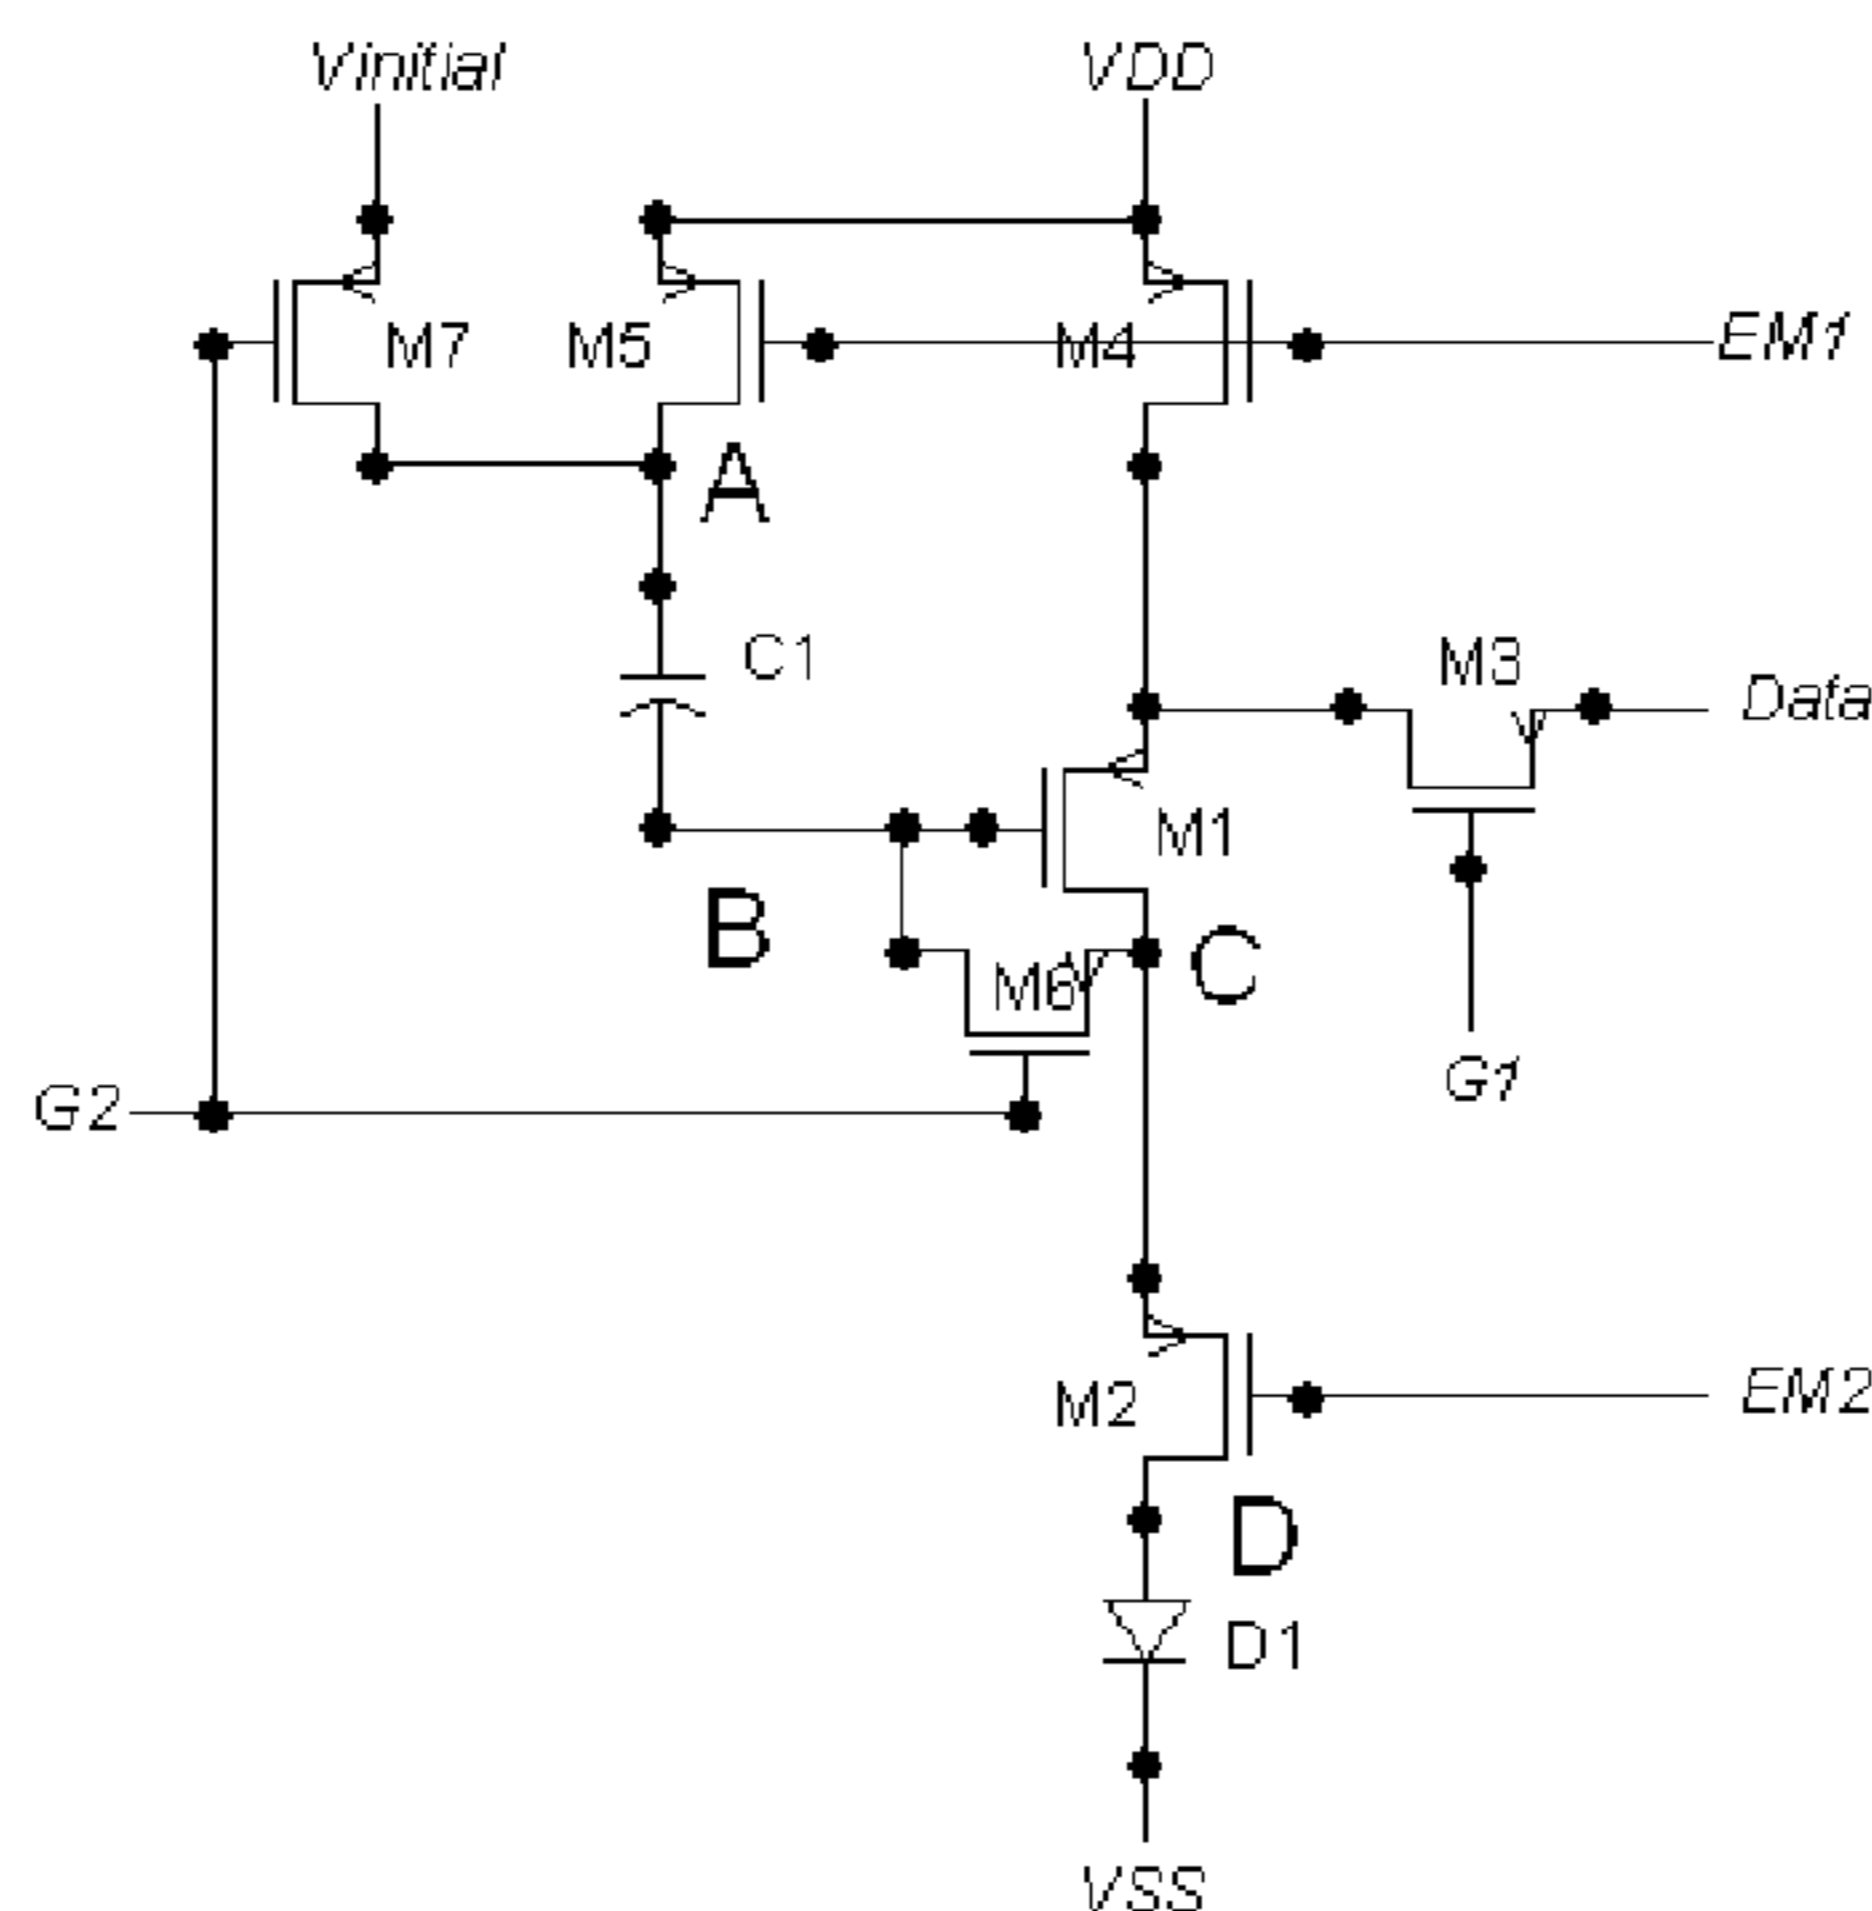 Vinitial VDD
M7 M5 M4 EM1
A
C1 M3 Data
M1
B C
M6
G2 G1
M2 EM2
D
D1
VSS